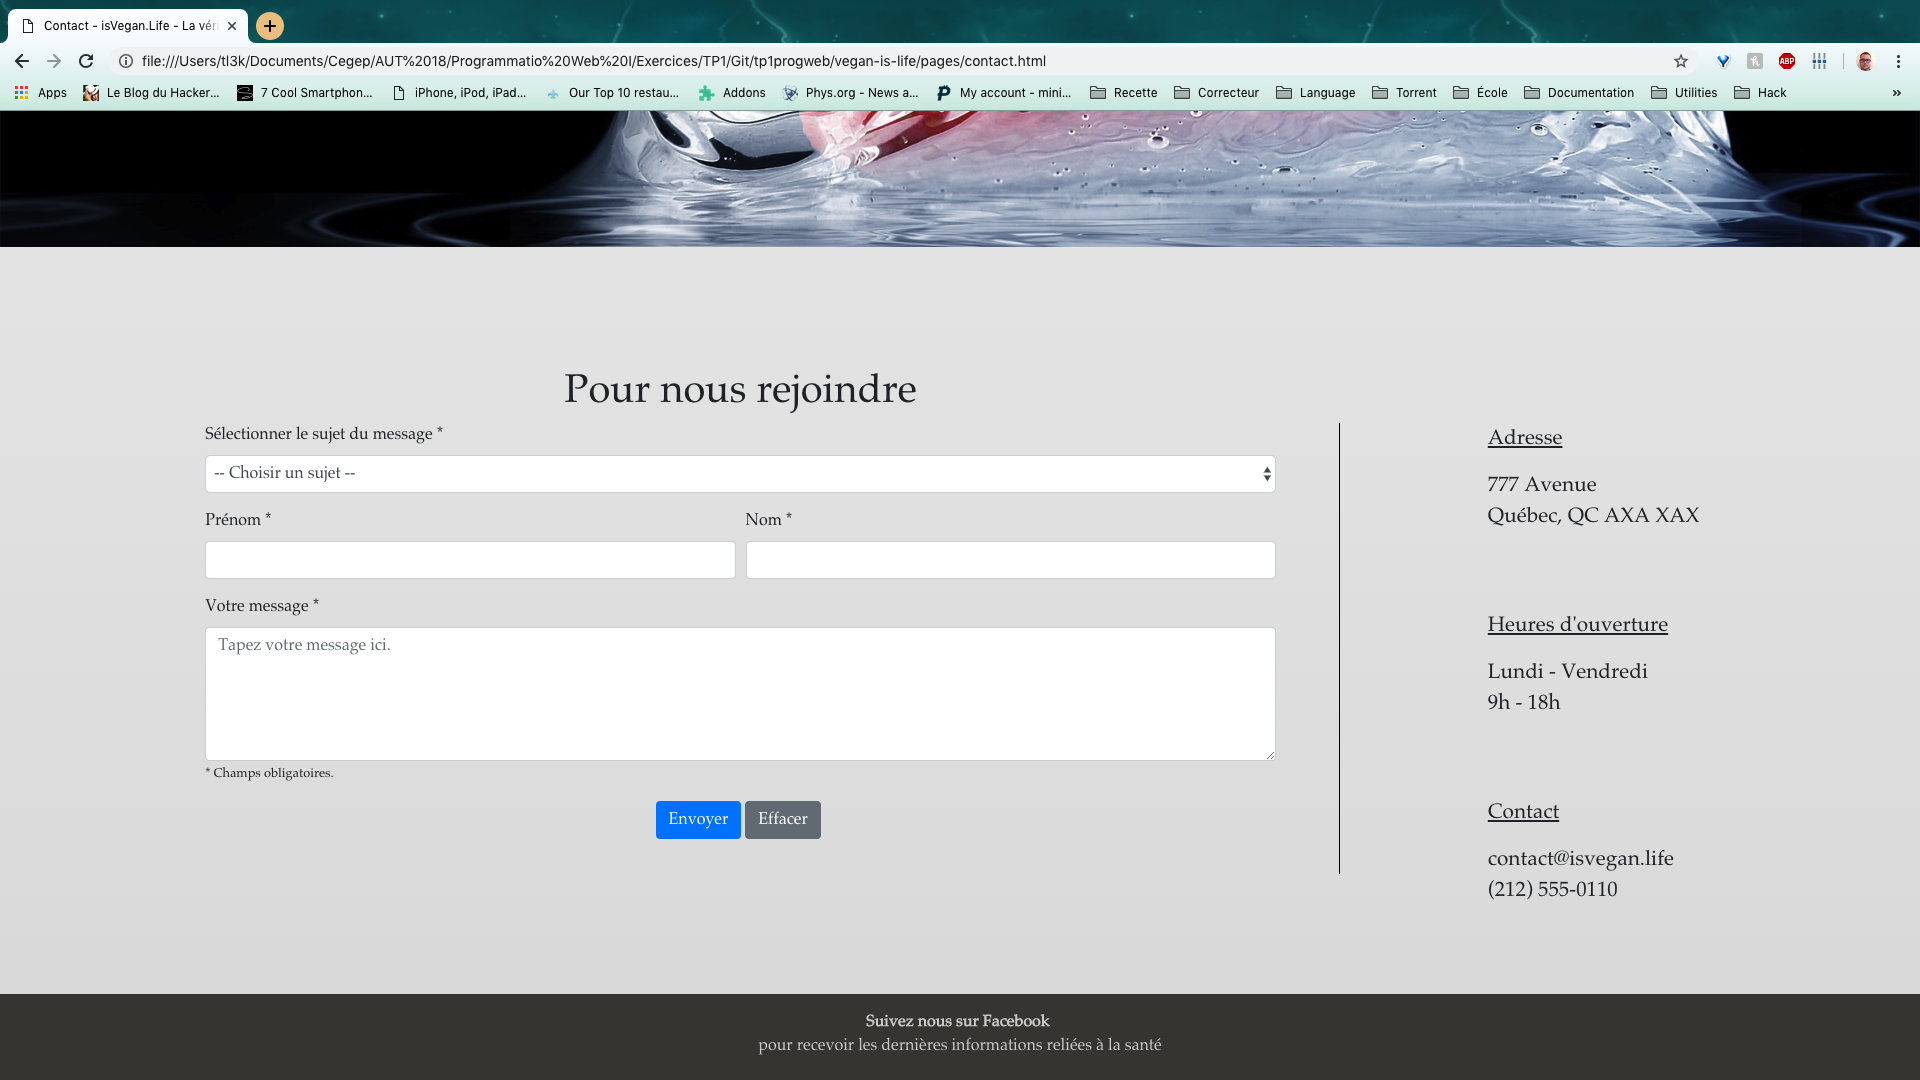 Contact - isVegan.Life - La véri
file:///Users/tl3k/Documents/Cegep/AUT%2018/Programmatio%20Web%20I/Exercices/TP1/Git/tp1progweb/vegan-is-life/pages/contact.html
ABP
Apps Le Blog du Hacker... 7 Cool Smartphon... iPhone, iPod, iPad... Our Top 10 restau... Addons Phys.org - News a... My account - mini... Recette Correcteur Language Torrent École Documentation Utilities Hack »
Pour nous rejoindre
Sélectionner le sujet du message *
-- Choisir un sujet --
Prénom * Nom *
Votre message *
Tapez votre message ici.
* Champs obligatoires.
Envoyer Effacer
Adresse
777 Avenue
Québec, QC AXA XAX
Heures d'ouverture
Lundi - Vendredi
9h - 18h
Contact
contact@isvegan.life
(212) 555-0110
Suivez nous sur Facebook
pour recevoir les dernières informations reliées à la santé